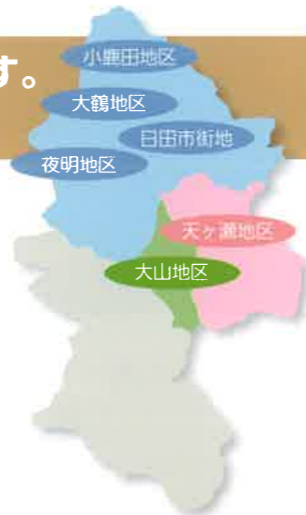 す。
小鹿田地区
大鶴地区
日田市街地
夜明地区
天ヶ瀬地区
大山地区